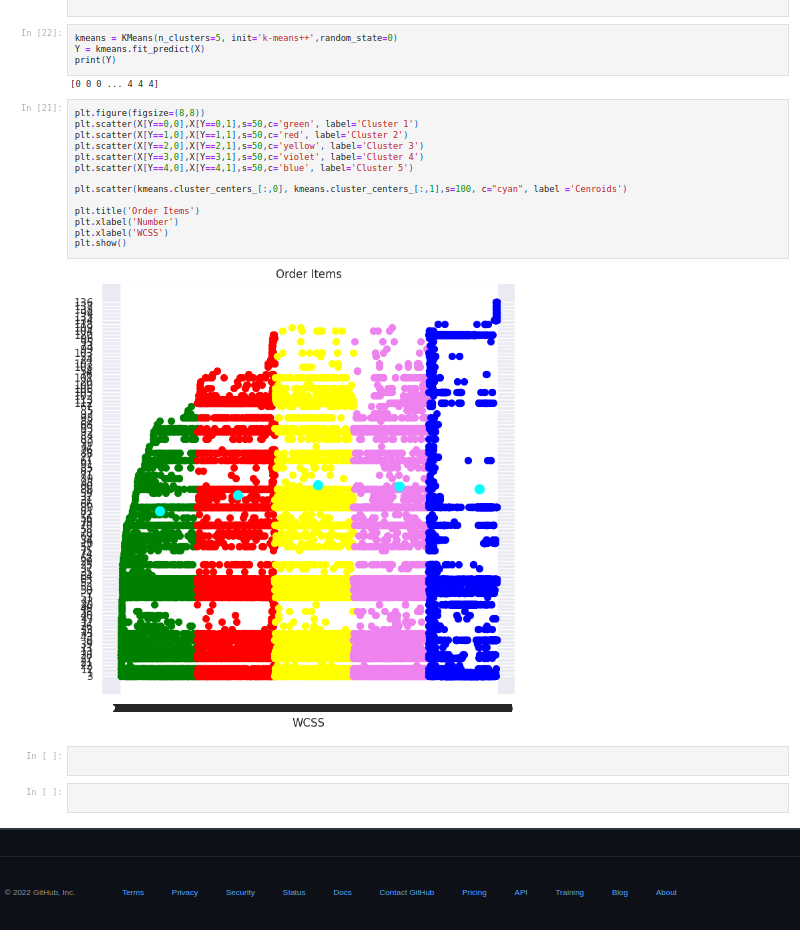 In [22]:
kmeans = KMeans(n_clusters=5, init='k-means++',random_state=0)
Y = kmeans.fit_predict(X)
print(Y)
[0 0 0 ... 4 4 4]
In [21]:
plt.figure(figsize=(8,8))
plt.scatter(X[Y==0,0],X[Y==0,1],s=50,c='green', label='Cluster 1')
plt.scatter(X[Y==1,0],X[Y==1,1],s=50,c='red', label='Cluster 2')
plt.scatter(X[Y==2,0],X[Y==2,1],s=50,c='yellow', label='Cluster 3')
plt.scatter(X[Y==3,0],X[Y==3,1],s=50,c='violet', label='Cluster 4')
plt.scatter(X[Y==4,0],X[Y==4,1],s=50,c='blue', label='Cluster 5')
plt.scatter(kmeans.cluster_centers_[:,0], kmeans.cluster_centers_[:,1],s=100, c="cyan", label ='Cenroids')
plt.title('Order Items')
plt.xlabel('Number')
plt.xlabel('WCSS')
plt.show()
Order Items
136
3
WCSS
In [ ]:
In [ ]:
© 2022 GitHub, Inc. Terms Privacy Security Status Docs Contact GitHub Pricing API Training Blog About